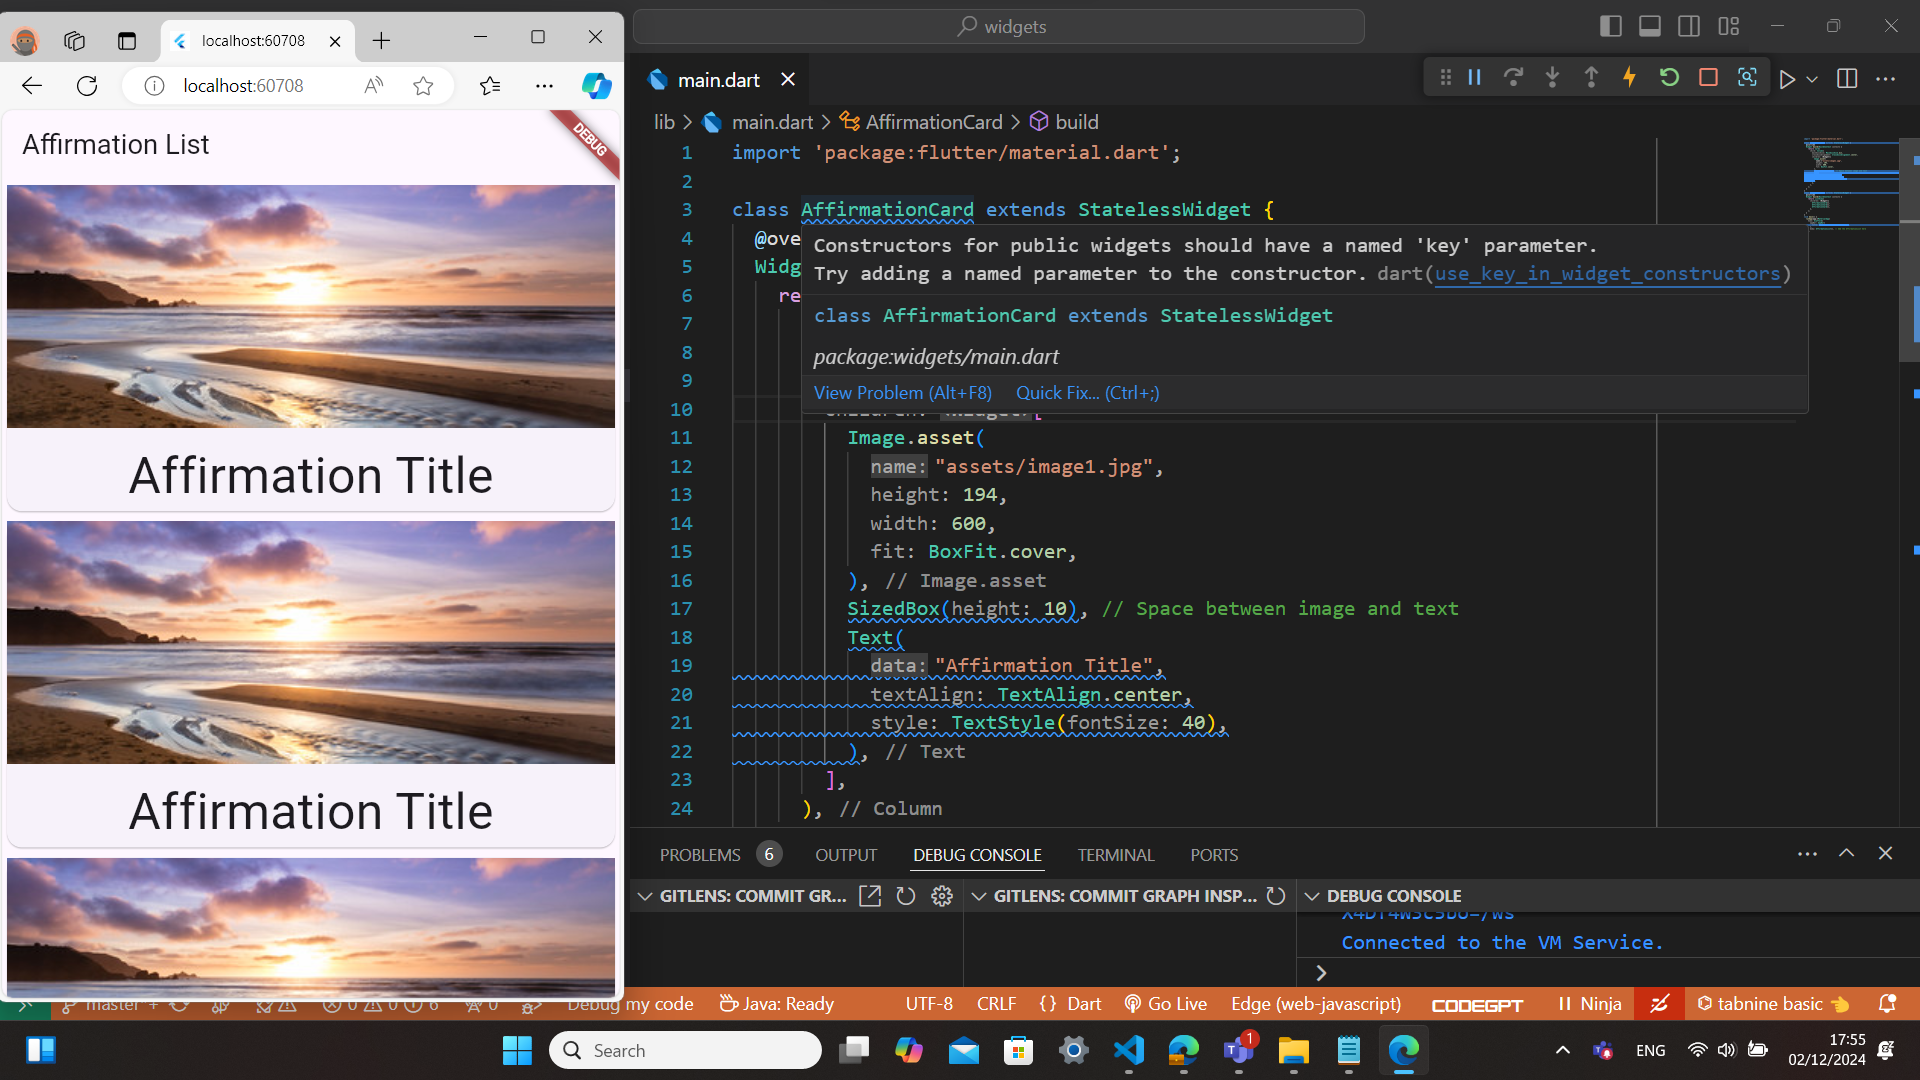 localhost:60708
localhost:60708
Affirmation List
DEBUG
Affirmation Title
Affirmation Title
widgets
main.dart
lib > main.dart > AffirmationCard > build
1 import 'package:flutter/material.dart';
2
3 class AffirmationCard extends StatelessWidget {
4 @ove
5 Widg
6 re
7
8
9
10
Constructors for public widgets should have a named 'key' parameter.
Try adding a named parameter to the constructor. dart(use_key_in_widget_constructors)
class AffirmationCard extends StatelessWidget
package:widgets/main.dart
View Problem (Alt+F8) Quick Fix... (Ctrl+;)
11 Image.asset(
12 name: "assets/image1.jpg",
13 height: 194,
14 width: 600,
15 fit: BoxFit.cover,
16 ), // Image.asset
17 SizedBox(height: 10), // Space between image and text
18 Text(
19 data: "Affirmation Title",
20 textAlign: TextAlign.center,
21 style: TextStyle(fontSize: 40),
22 ), // Text
23 ],
24 ), // Column
PROBLEMS 6 OUTPUT DEBUG CONSOLE TERMINAL PORTS
GITLENS: COMMIT GR... GITLENS: COMMIT GRAPH INSP... DEBUG CONSOLE
Connected to the VM Service.
master+ 0 0 6 0 Debug my code Java: Ready UTF-8 CRLF {} Dart Go Live Edge (web-javascript) CODEGPT Ninja tabnine basic
Search
1
ENG
17:55
02/12/2024